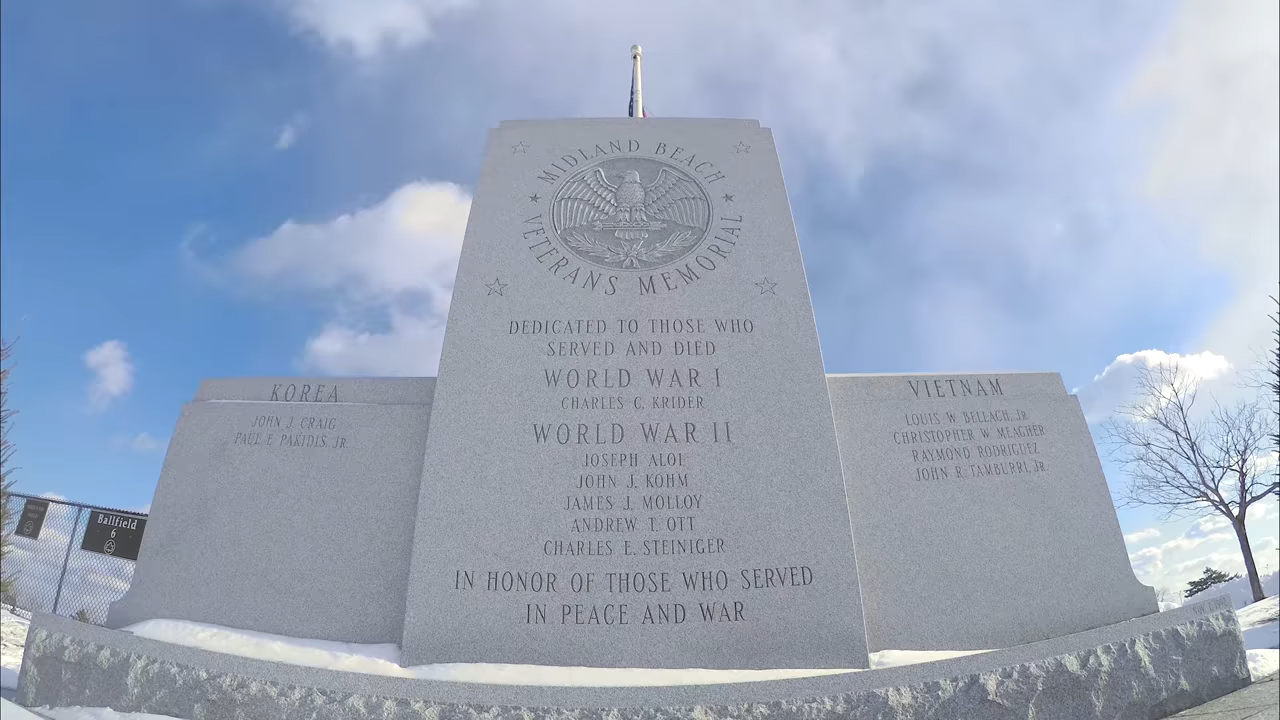 MIDLAND BEACH
VETERANS MEMORIAL
DEDICATED TO THOSE WHO
SERVED AND DIED
WORLD WAR I
CHARLES C. KRIDER
WORLD WAR II
JOSEPH ALOI
JOHN J. KOHM
JAMES J. MOLLOY
ANDREW T. OTT
CHARLES E. STEINIGER
IN HONOR OF THOSE WHO SERVED
IN PEACE AND WAR
KOREA
JOHN J. CRAIG
PAUL E. PAKIDIS, JR.
VIETNAM
LOUIS W. BELLACH, JR.
CHRISTOPHER W. MEAGHER
RAYMOND RODRIGUEZ
JOHN R. TAMBURRI, JR.
Ballfield
6